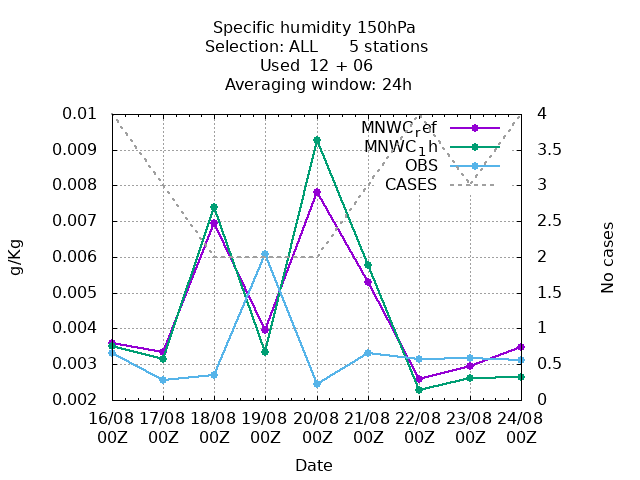 Specific humidity 150hPa
Selection: ALL      5 stations
Used  12 + 06
Averaging window: 24h
0.01
0.009
0.008
0.007
0.006
0.005
0.004
0.003
0.002
g/Kg
MNWC_ref
MNWC_1h
OBS
CASES
4
3.5
3
2.5
2
1.5
1
0.5
0
No cases
16/08 17/08 18/08 19/08 20/08 21/08 22/08 23/08 24/08
00Z 00Z 00Z 00Z 00Z 00Z 00Z 00Z 00Z
Date